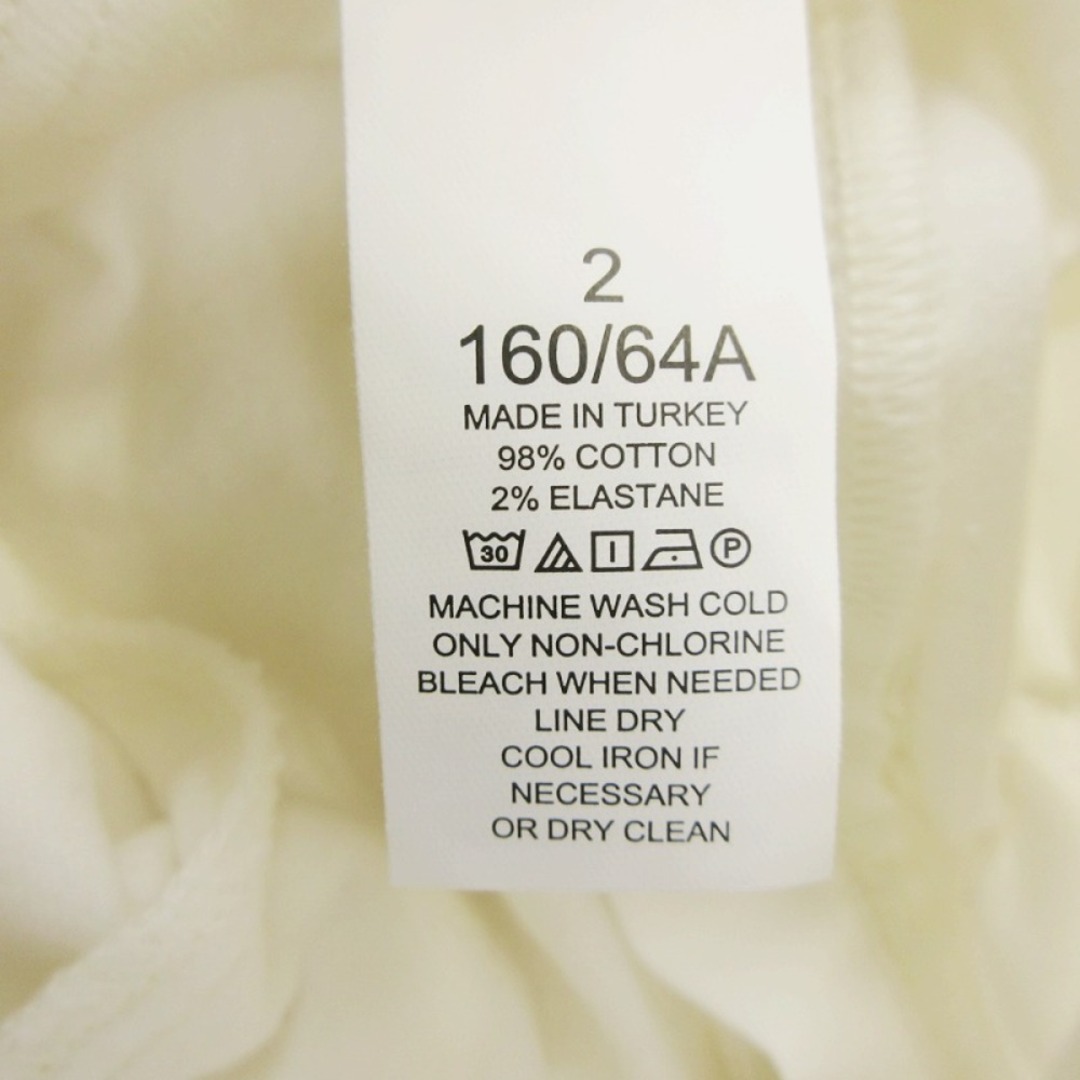 2
160/64A
MADE IN TURKEY
98% COTTON
2% ELASTANE
30 P
MACHINE WASH COLD
ONLY NON-CHLORINE
BLEACH WHEN NEEDED
LINE DRY
COOL IRON IF
NECESSARY
OR DRY CLEAN